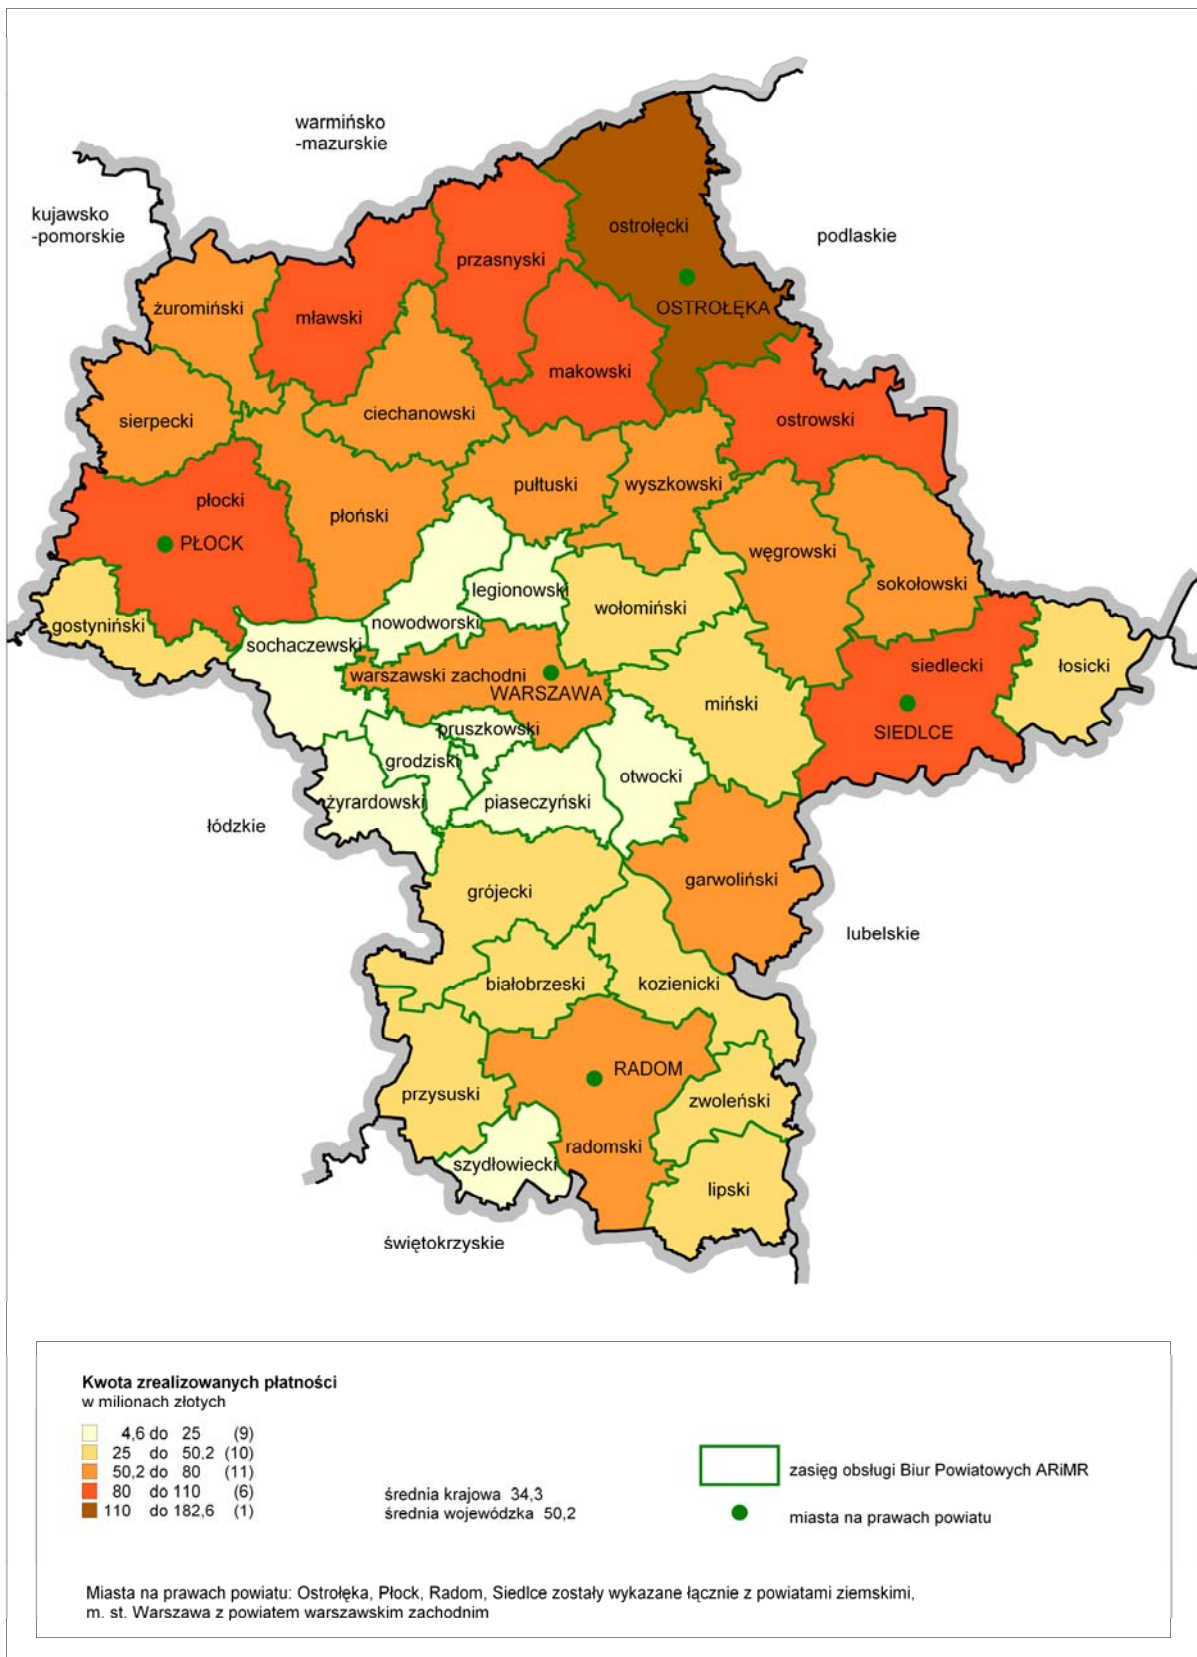 warmińsko
-mazurskie
kujawsko
-pomorskie
podlaskie
ostrołęcki
przasnyski
OSTROŁĘKA
żuromiński
mławski
makowski
ciechanowski
sierpecki
ostrowski
płocki
pułtuski
wyszkowski
płoński
PŁOCK
węgrowski
sokołowski
legionowski
wołomiński
gostyniński
nowodworski
sochaczewski
siedlecki
łosicki
warszawski zachodni
WARSZAWA
miński
pruszkowski
SIEDLCE
grodziski
otwocki
żyrardowski
piaseczyński
łódzkie
garwoliński
grójecki
lubelskie
białobrzeski
kozienicki
RADOM
przysuski
zwoleński
radomski
szydłowiecki
lipski
świętokrzyskie
Kwota zrealizowanych płatności
w milionach złotych
4,6 do 25 (9)
25 do 50,2 (10)
50,2 do 80 (11)
80 do 110 (6)
110 do 182,6 (1)
średnia krajowa 34,3
średnia wojewódzka 50,2
zasięg obsługi Biur Powiatowych ARiMR
miasta na prawach powiatu
Miasta na prawach powiatu: Ostrołęka, Płock, Radom, Siedlce zostały wykazane łącznie z powiatami ziemskimi,
m. st. Warszawa z powiatem warszawskim zachodnim